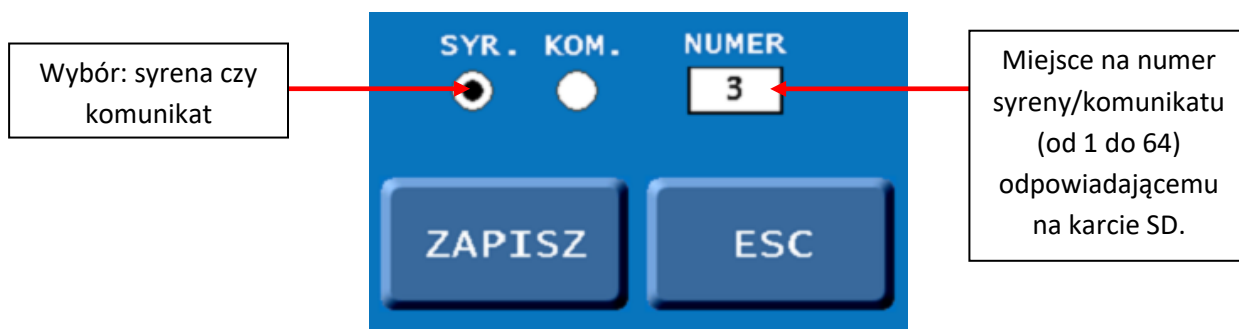 Wybór: syrena czy
komunikat
SYR. KOM. NUMER
3
ZAPISZ ESC
Miejsce na numer
syreny/komunikatu
(od 1 do 64)
odpowiadającemu
na karcie SD.